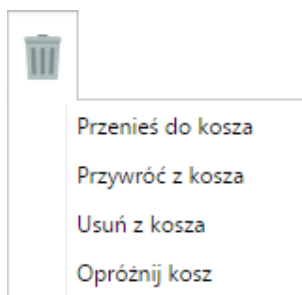 Przenieś do kosza
Przywróć z kosza
Usuń z kosza
Opróżnij kosz